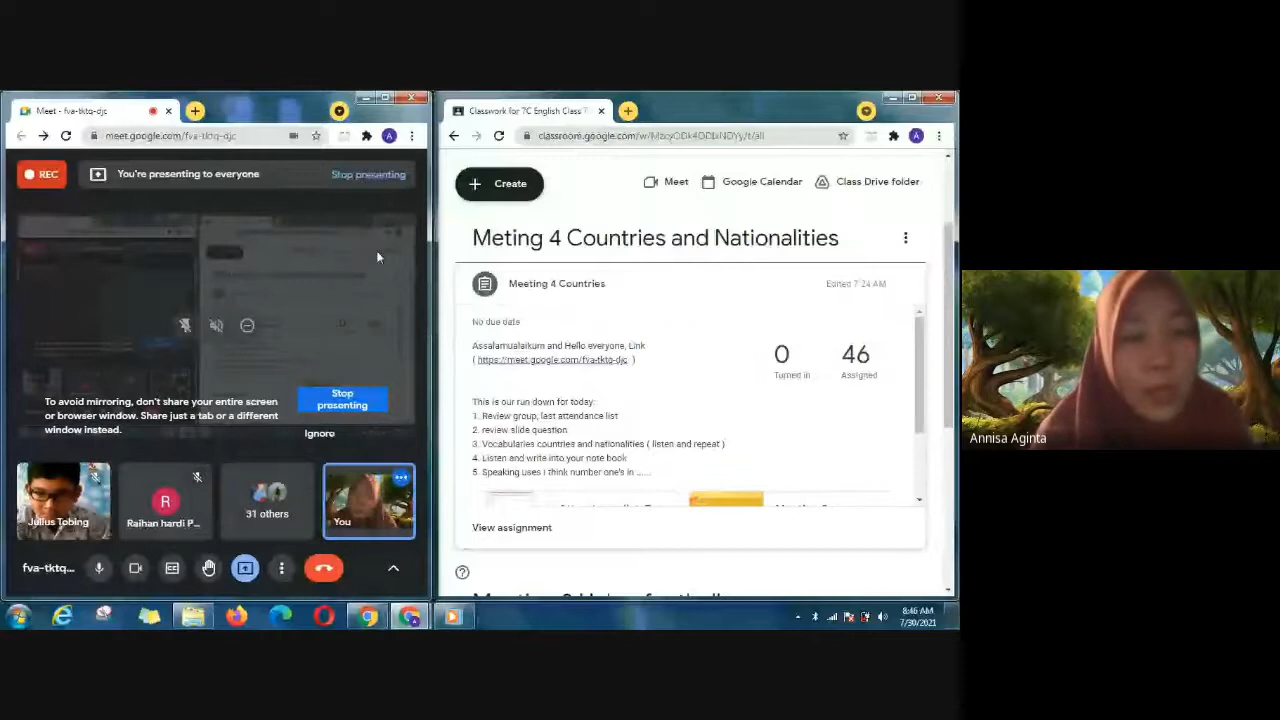 Meet - fva-tktq-djc
meet.google.com/fva-tktq-djc
A
REC
You're presenting to everyone
Stop presenting
To avoid mirroring, don't share your entire screen
or browser window. Share just a tab or a different
window instead.
Stop
presenting
Ignore
Julius Tobing
R
Raihan hardi P...
31 others
You
fva-tktq...
Classwork for 7C English Class 7
A
Create
Meet
Google Calendar
Class Drive folder
Meting 4 Countries and Nationalities
Meeting 4 Countries
Edited 7:24 AM
No due date
Assalamualaikum and Hello everyone, Link
( https://meet.google.com/fva-tktq-djc )
0
Turned in
46
Assigned
This is our run down for today:
1. Review group, last attendance list
2. review slide question
3. Vocabularies countries and nationalities ( listen and repeat )
4. Listen and write into your note book
5. Speaking uses I think number one's in ......
View assignment
8:46 AM
7/30/2021
Annisa Aginta